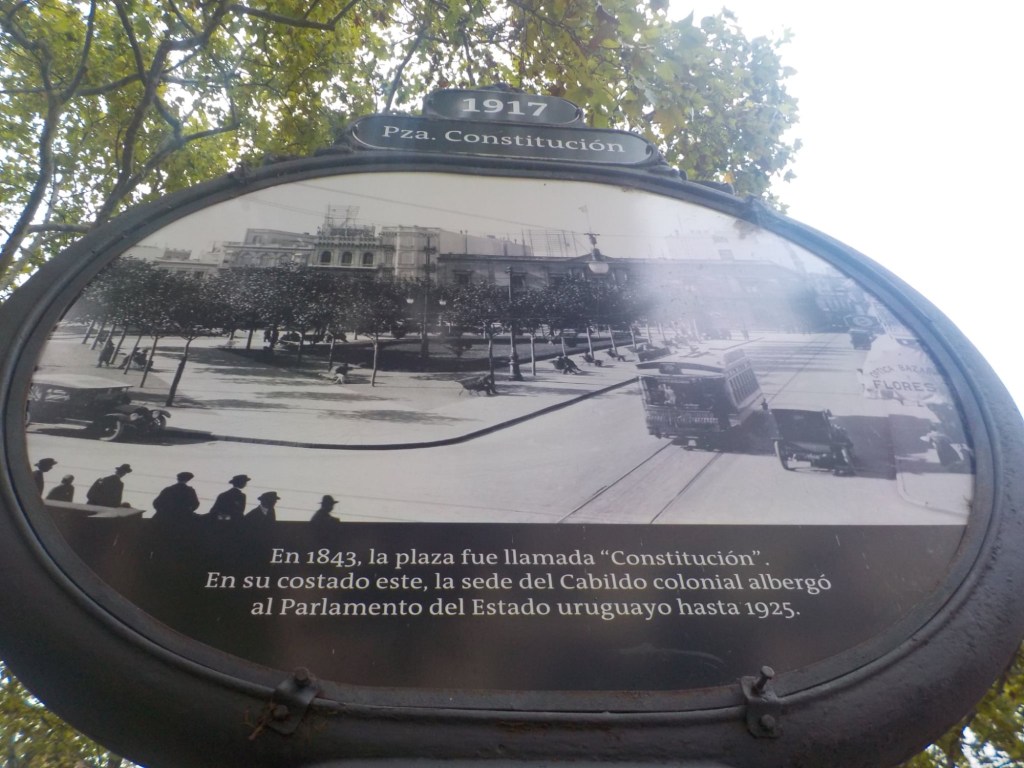 1917
Pza. Constitución
BAZAR
FLORES
En 1843, la plaza fue llamada “Constitución”.
En su costado este, la sede del Cabildo colonial albergó
al Parlamento del Estado uruguayo hasta 1925.